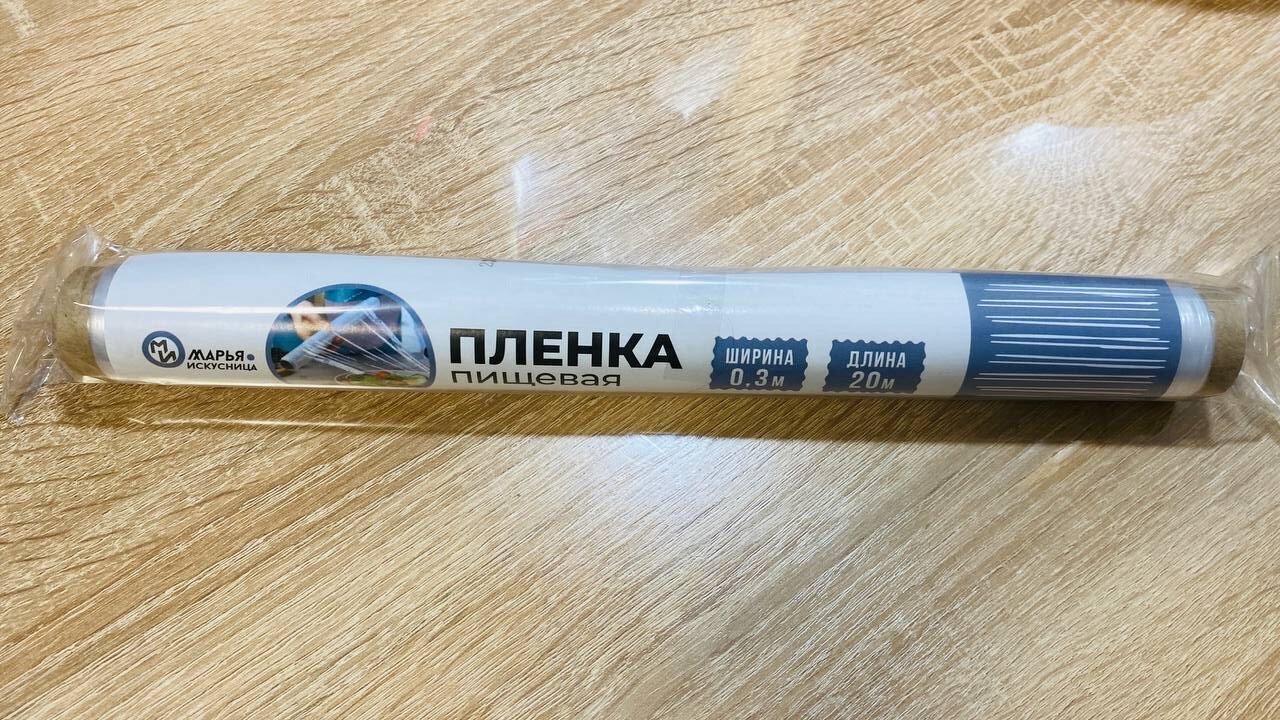 МИ
МАРЬЯ
ИСКУСНИЦА
ПЛЕНКА
пищевая
ШИРИНА
0,3м
ДЛИНА
20м